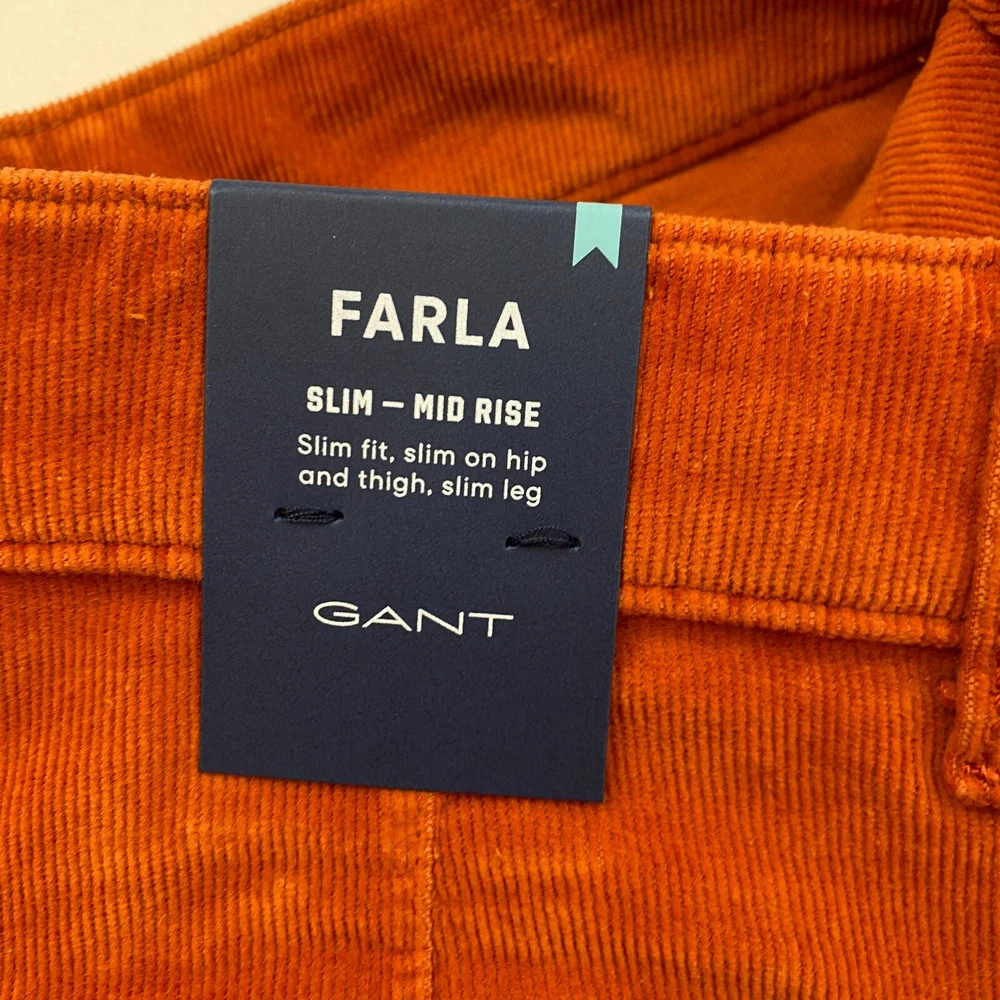 FARLA
SLIM – MID RISE
Slim fit, slim on hip
and thigh, slim leg
GANT